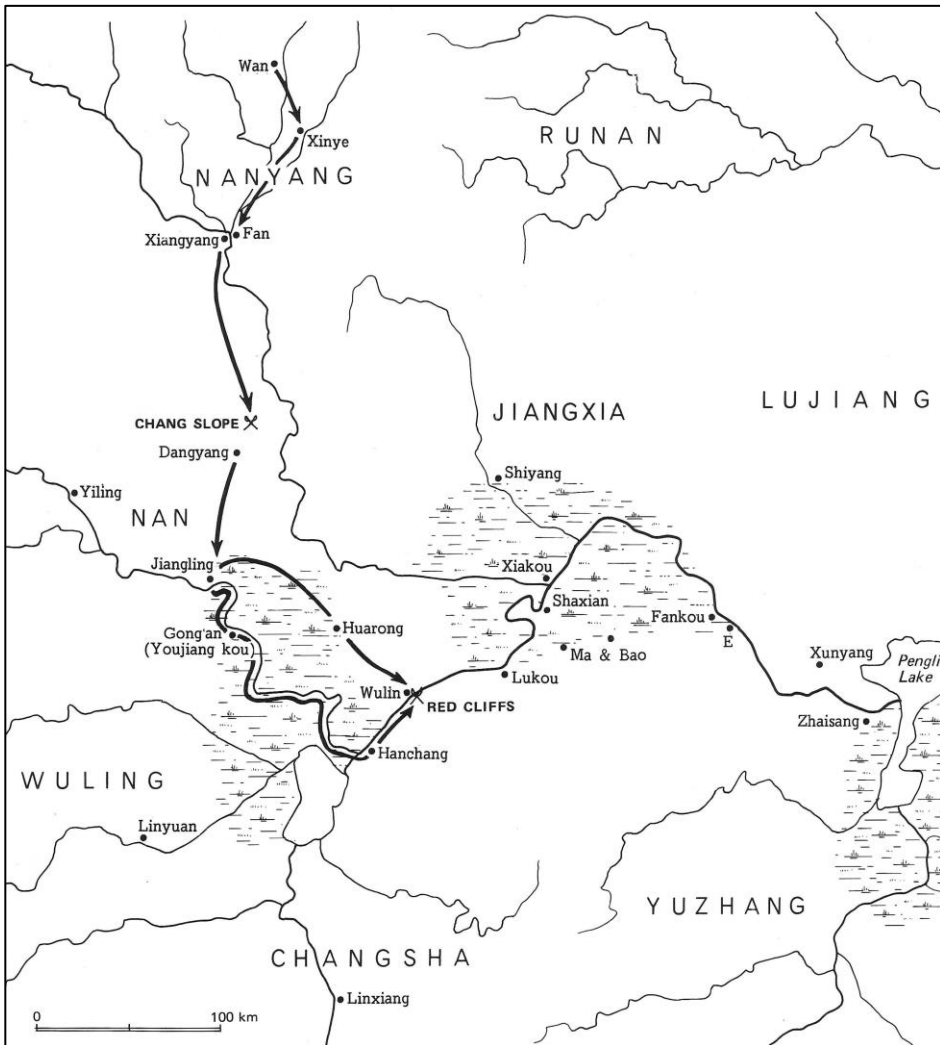 Wan
RUNAN
Xinye
NANYANG
Xiangyang
Fan
CHANG SLOPE
JIANGXIA
LUJIANG
Dangyang
Shiyang
Yiling
NAN
Jiangling
Xiakou
Shaxian
Gong'an
(Youjiang kou)
Huarong
Fankou
E
Ma & Bao
Lukou
Xunyang
Pengli
Lake
Wulin
RED CLIFFS
Zhaisang
Hanchang
WULING
Linyuan
YUZHANG
CHANGSHA
Linxiang
0
100 km